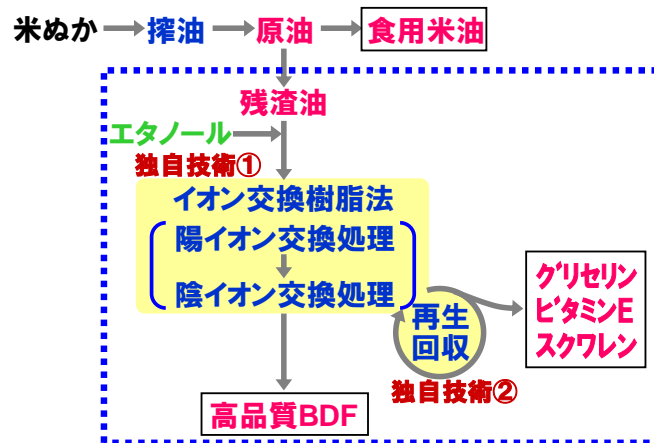 米ぬか 搾油 原油 食用米油
残渣油
エタノール
独自技術①
イオン交換樹脂法
陽イオン交換処理
陰イオン交換処理
再生
回収
グリセリン
ビタミンE
スクワレン
独自技術②
高品質BDF